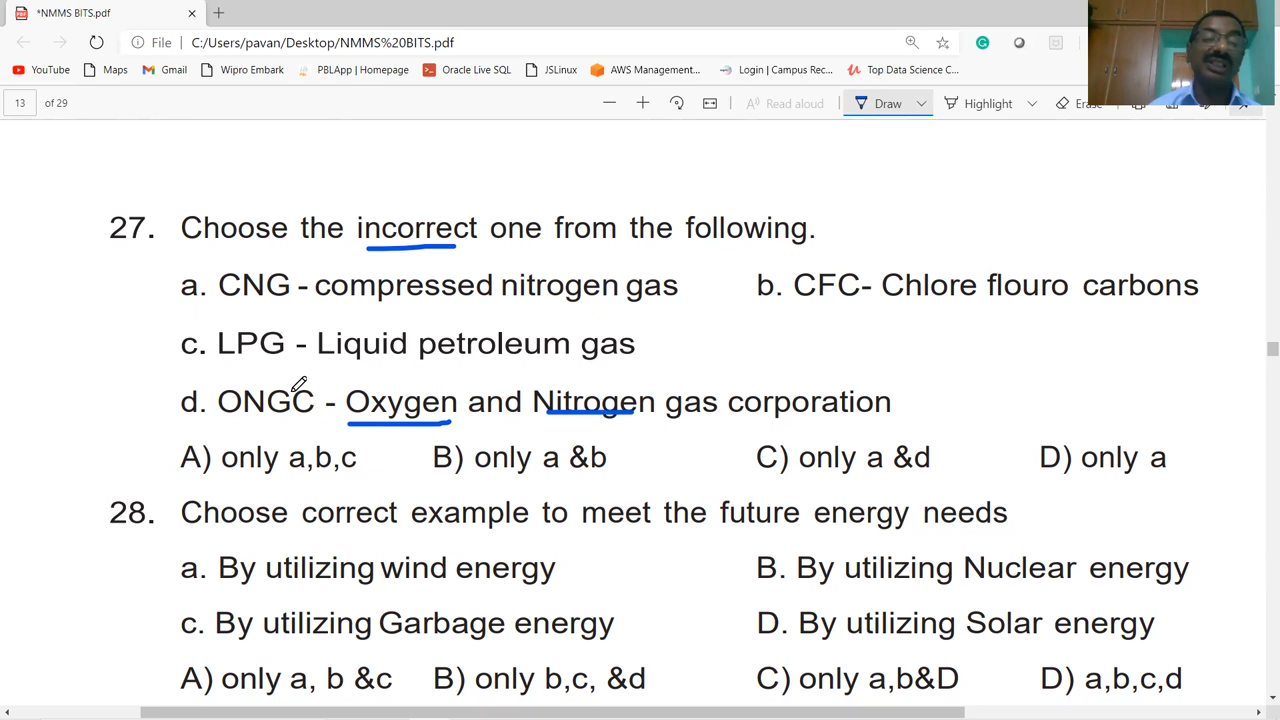 *NMMS BITS.pdf
File C:/Users/pavan/Desktop/NMMS%20BITS.pdf
YouTube Maps Gmail Wipro Embark PBLApp | Homepage Oracle Live SQL JSLinux AWS Management... Login | Campus Rec... Top Data Science C...
13 of 29 Read aloud Draw Highlight Erase
27. Choose the incorrect one from the following.
a. CNG - compressed nitrogen gas b. CFC- Chlore flouro carbons
c. LPG - Liquid petroleum gas
d. ONGC - Oxygen and Nitrogen gas corporation
A) only a,b,c B) only a &b C) only a &d D) only a
28. Choose correct example to meet the future energy needs
a. By utilizing wind energy B. By utilizing Nuclear energy
c. By utilizing Garbage energy D. By utilizing Solar energy
A) only a, b &c B) only b,c, &d C) only a,b&D D) a,b,c,d